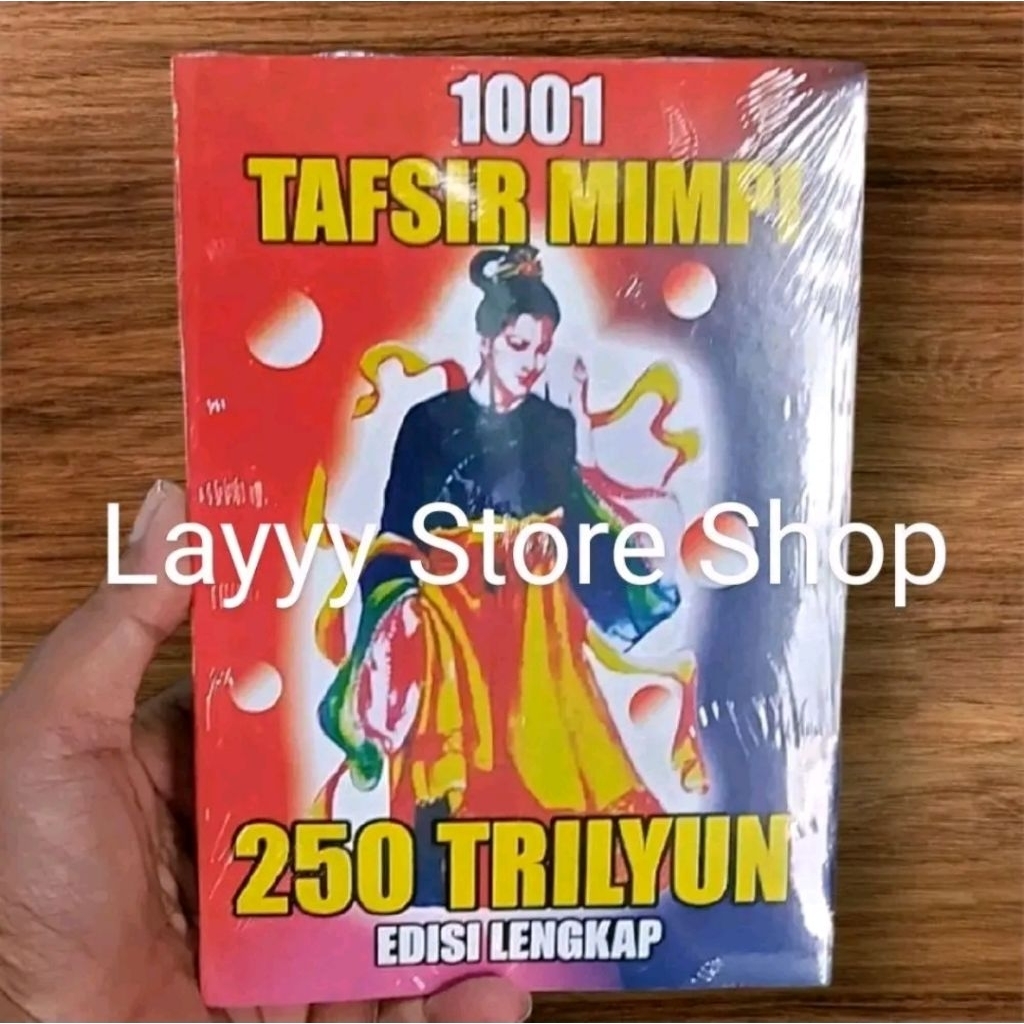 1001
TAFSIR MIMPI
Layyy Store Shop
250 TRILYUN
EDISI LENGKAP